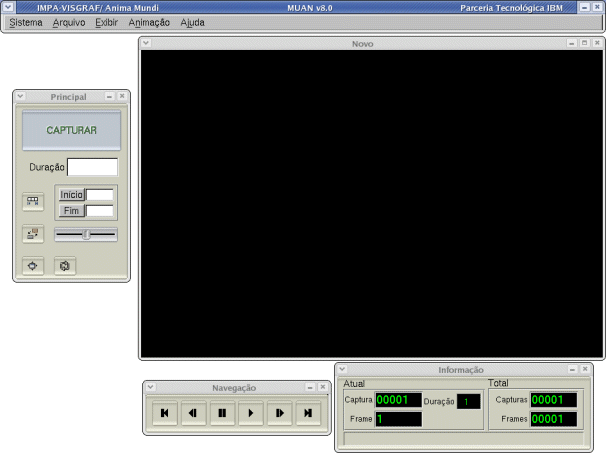 IMPA-VISGRAF/ Anima Mundi MUAN v8.0 Parceria Tecnológica IBM
Sistema Arquivo Exibir Animação Ajuda
Novo
Principal
CAPTURAR
Duração
Início
Fim
Navegação
Informação
Atual Total
Captura 00001 Duração 1 Capturas 00001
Frame 1 Frames 00001